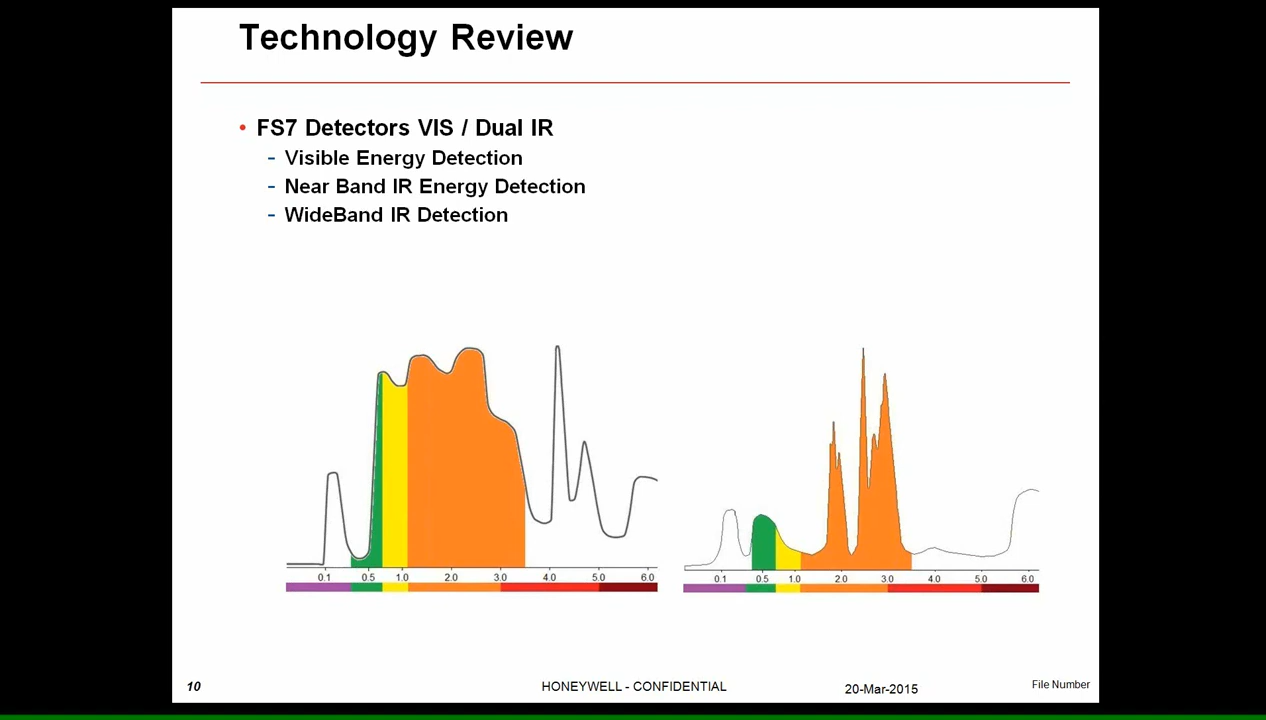 Technology Review
• FS7 Detectors VIS / Dual IR
- Visible Energy Detection
- Near Band IR Energy Detection
- WideBand IR Detection
0.1 0.5 1.0 2.0 3.0 4.0 5.0 6.0
0.1 0.5 1.0 2.0 3.0 4.0 5.0 6.0
10 HONEYWELL - CONFIDENTIAL 20-Mar-2015 File Number